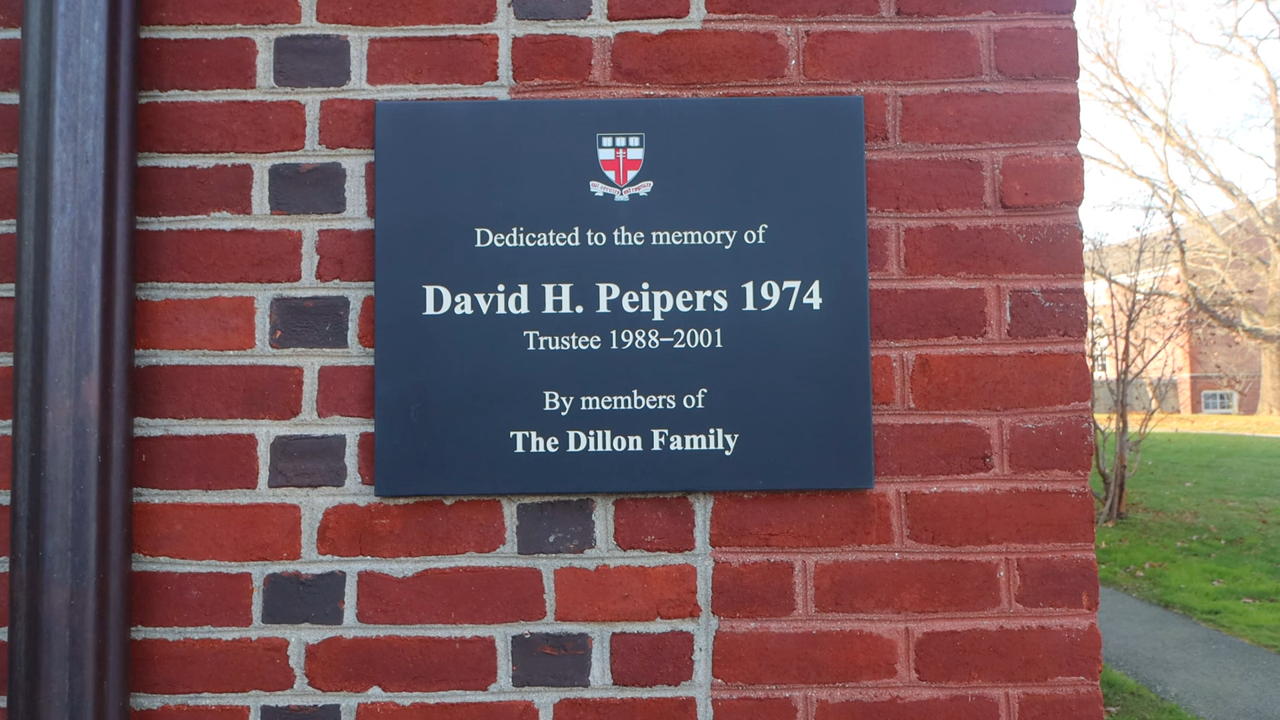 Dedicated to the memory of
David H. Peipers 1974
Trustee 1988–2001
By members of
The Dillon Family